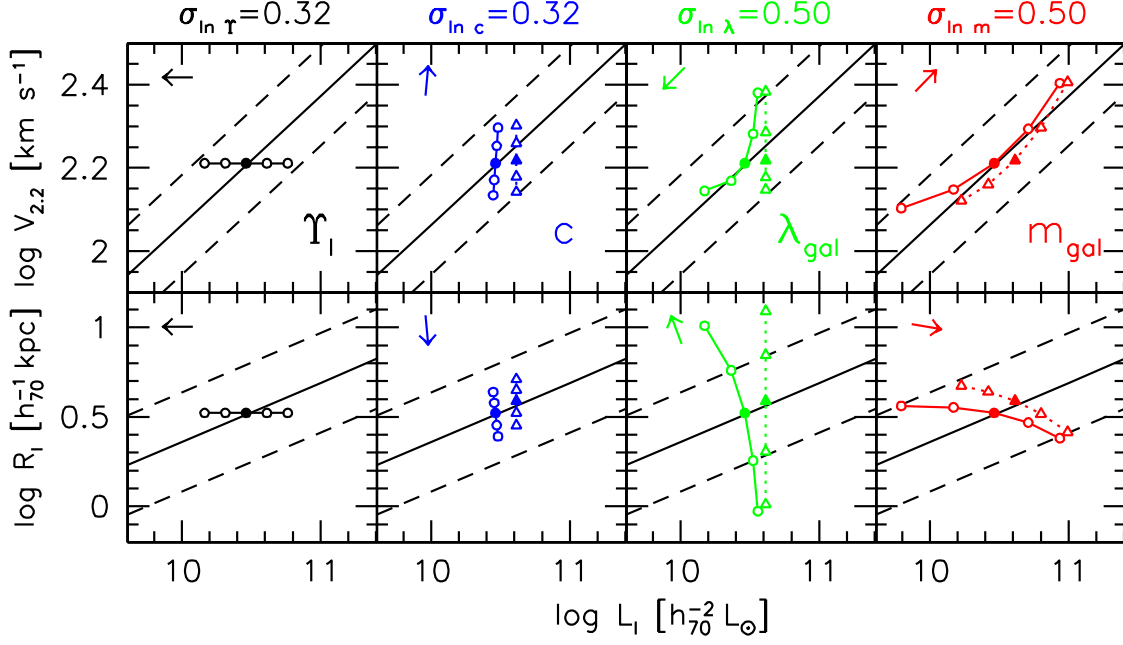 σ_ln ϒ=0.32 σ_ln c=0.32 σ_ln λ=0.50 σ_ln m=0.50
log V_2.2 [km s⁻¹]
2.4
2.2
2
ϒ_I c λ_gal m_gal
log R_I [h₇₀⁻¹ kpc]
1
0.5
0
10 11 10 11 10 11 10 11
log L_I [h₇₀⁻² L_⊙]